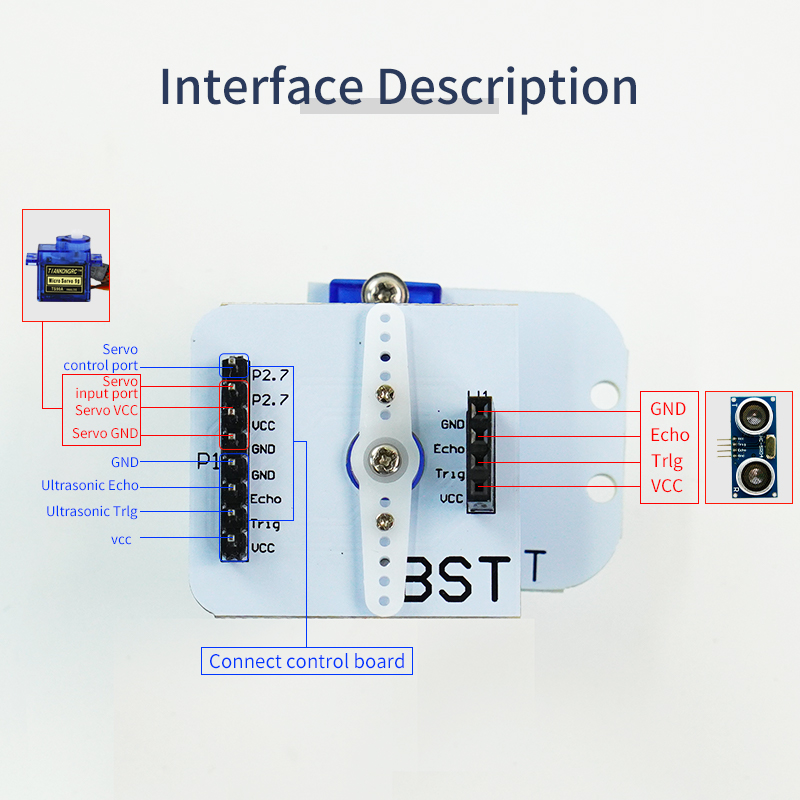 Interface Description
TIANKONGRC™
Micro Servo 9g
Servo
control port
Servo
input port
Servo VCC
Servo GND
GND
Ultrasonic Echo
Ultrasonic Trlg
vcc
P1
P2.7
P2.7
VCC
GND
GND
Echo
Trig
VCC
GND
Echo
Trig
VCC
GND
Echo
Trlg
VCC
BST
T
Connect control board